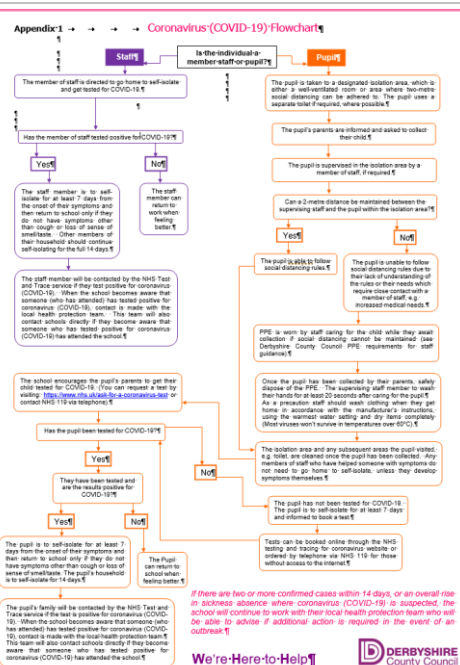 Appendix·1 → → → Coronavirus·(COVID-19)·Flowchart¶
Staff¶
Is·the·individual·a·
member·staff·or·pupil?¶
Pupil¶
The member of staff is directed to go home to self-isolate
and get tested for COVID-19.¶
Has the member of staff tested positive for COVID-19?¶
Yes¶
No¶
The staff member is to self-
isolate for at least 7 days from
the onset of their symptoms and
then return to school only if they
do not have symptoms other
than cough or loss of sense of
smell/taste. Other members of
their household should continue
self-isolating for the full 14 days.¶
The staff
member can
return to
work when
feeling
better.¶
The staff member will be contacted by the NHS Test
and Trace service if they test positive for coronavirus
(COVID-19). When the school becomes aware that
someone (who has attended) has tested positive for
coronavirus (COVID-19), contact is made with the
local health protection team. This team will also
contact schools directly if they become aware that
someone who has tested positive for coronavirus
(COVID-19) has attended the school.¶
The pupil is taken to a designated isolation area, which is
either a well-ventilated room or area where two-metre
social distancing can be adhered to. The pupil uses a
separate toilet if required, where possible.¶
The pupil's parents are informed and asked to collect
their child.¶
The pupil is supervised in the isolation area by a
member of staff, if required.¶
Can a 2-metre distance be maintained between the
supervising staff and the pupil within the isolation area?¶
Yes¶
No¶
The pupil is able to follow
social distancing rules.¶
The pupil is unable to follow
social distancing rules due to
their lack of understanding of
the rules or their needs which
require close contact with a
member of staff, e.g.
increased medical needs.¶
PPE is worn by staff caring for the child while they await
collection if social distancing cannot be maintained (see
Derbyshire County Council PPE requirements for staff
guidance).¶
Once the pupil has been collected by their parents, safely
dispose of the PPE. The supervising staff member to wash
their hands for at least 20 seconds after caring for the pupil.¶
As a precaution staff should wash clothing when they get
home in accordance with the manufacturer's instructions,
using the warmest water setting and dry items completely
(Most viruses won't survive in temperatures over 60°C).¶
The isolation area and any subsequent areas the pupil visited,
e.g. toilet, are cleaned once the pup has been collected. Any
members of staff who have helped someone with symptoms do
not need to go home to self-isolate, unless they develop
symptoms themselves.¶
The school encourages the pupil's parents to get their
child tested for COVID-19. (You can request a test by
visiting: https://www.nhs.uk/ask-for-a-coronavirus-test or
contact NHS 119 via telephone).¶
Has the pupil been tested for COVID-19?¶
Yes¶
No¶
They have been tested and
are the results positive for
COVID-19?¶
Yes¶
No¶
The pupil is to self-isolate for at least 7
days from the onset of their symptoms and
then return to school only if they do not
have symptoms other than cough or loss of
sense of smell/taste. The pupil's household
is to self-isolate for 14 days.¶
The Pupil
can return to
school when
feeling better.¶
The pupil has not been tested for COVID-19.
The pupil is to self-isolate for at least 7 days
and informed to book a test.¶
Tests can be booked online through the NHS
testing and tracing for coronavirus website or
ordered by telephone via NHS 119 for those
without access to the internet.¶
The pupil's family will be contacted by the NHS Test and
Trace service if the test is positive for coronavirus (COVID-
19). When the school becomes aware that someone (who
has attended) has tested positive for coronavirus (COVID-
19), contact is made with the local health protection team.
This team will also contact schools directly if they become
aware that someone who has tested positive for
coronavirus (COVID-19) has attended the school.¶
If there are two or more confirmed cases within 14 days, or an overall rise
in sickness absence where coronavirus (COVID-19) is suspected, the
school will continue to work with their local health protection team who will
be able to advise if additional action is required in the event of an
outbreak.¶
We're·Here·to·Help¶
DERBYSHIRE
County Council